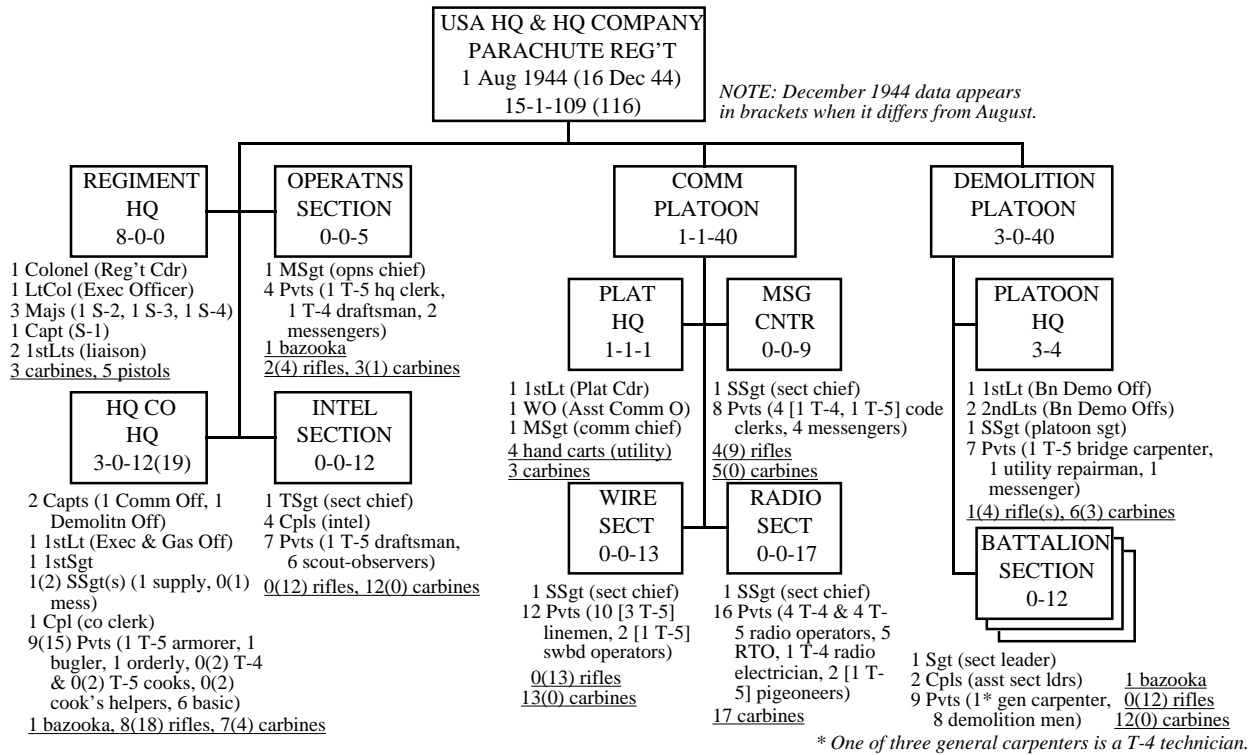 USA HQ & HQ COMPANY
PARACHUTE REG'T
1 Aug 1944 (16 Dec 44)
15-1-109 (116)
NOTE: December 1944 data appears
in brackets when it differs from August.
REGIMENT
HQ
8-0-0
1 Colonel (Reg't Cdr)
1 LtCol (Exec Officer)
3 Majs (1 S-2, 1 S-3, 1 S-4)
1 Capt (S-1)
2 1stLts (liaison)
3 carbines, 5 pistols
OPERATNS
SECTION
0-0-5
1 MSgt (opns chief)
4 Pvts (1 T-5 hq clerk,
1 T-4 draftsman, 2
messengers)
1 bazooka
2(4) rifles, 3(1) carbines
HQ CO
HQ
3-0-12(19)
2 Capts (1 Comm Off, 1
Demolitn Off)
1 1stLt (Exec & Gas Off)
1 1stSgt
1(2) SSgt(s) (1 supply, 0(1)
mess)
1 Cpl (co clerk)
9(15) Pvts (1 T-5 armorer, 1
bugler, 1 orderly, 0(2) T-4
& 0(2) T-5 cooks, 0(2)
cook's helpers, 6 basic)
1 bazooka, 8(18) rifles, 7(4) carbines
INTEL
SECTION
0-0-12
1 TSgt (sect chief)
4 Cpls (intel)
7 Pvts (1 T-5 draftsman,
6 scout-observers)
0(12) rifles, 12(0) carbines
COMM
PLATOON
1-1-40
PLAT
HQ
1-1-1
1 1stLt (Plat Cdr)
1 WO (Asst Comm O)
1 MSgt (comm chief)
4 hand carts (utility)
3 carbines
MSG
CNTR
0-0-9
1 SSgt (sect chief)
8 Pvts (4 [1 T-4, 1 T-5] code
clerks, 4 messengers)
4(9) rifles
5(0) carbines
WIRE
SECT
0-0-13
1 SSgt (sect chief)
12 Pvts (10 [3 T-5]
linemen, 2 [1 T-5]
swbd operators)
0(13) rifles
13(0) carbines
RADIO
SECT
0-0-17
1 SSgt (sect chief)
16 Pvts (4 T-4 & 4 T-
5 radio operators, 5
RTO, 1 T-4 radio
electrician, 2 [1 T-
5] pigeoneers)
17 carbines
DEMOLITION
PLATOON
3-0-40
PLATOON
HQ
3-4
1 1stLt (Bn Demo Off)
2 2ndLts (Bn Demo Offs)
1 SSgt (platoon sgt)
7 Pvts (1 T-5 bridge carpenter,
1 utility repairman, 1
messenger)
1(4) rifle(s), 6(3) carbines
BATTALION
SECTION
0-12
1 Sgt (sect leader)
2 Cpls (asst sect ldrs)
9 Pvts (1* gen carpenter,
8 demolition men)
1 bazooka
0(12) rifles
12(0) carbines
* One of three general carpenters is a T-4 technician.